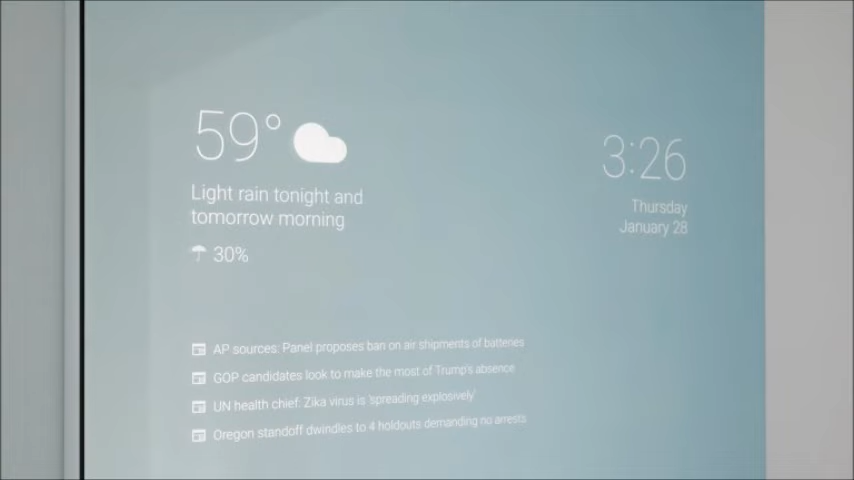 59°
Light rain tonight and
tomorrow morning
30%
3:26
Thursday
January 28
AP sources: Panel proposes ban on air shipments of batteries
GOP candidates look to make the most of Trump's absence
UN health chief: Zika virus is 'spreading explosively'
Oregon standoff dwindles to 4 holdouts demanding no arrests